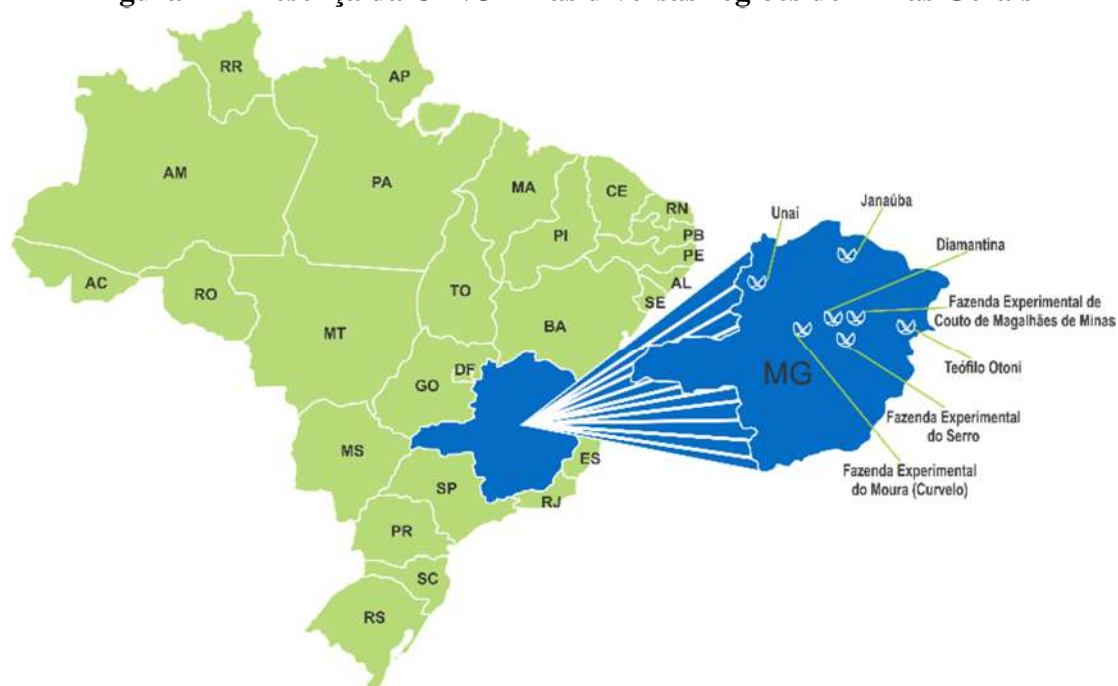 RR
AP
AM
PA
MA
CE
RN
PB
PE
AL
SE
PI
AC
RO
TO
BA
MT
DF
GO
MS
ES
SP
RJ
PR
SC
RS
MG
Unaí
Janaúba
Diamantina
Fazenda Experimental de
Couto de Magalhães de Minas
Teófilo Otoni
Fazenda Experimental
do Serro
Fazenda Experimental
do Moura (Curvelo)